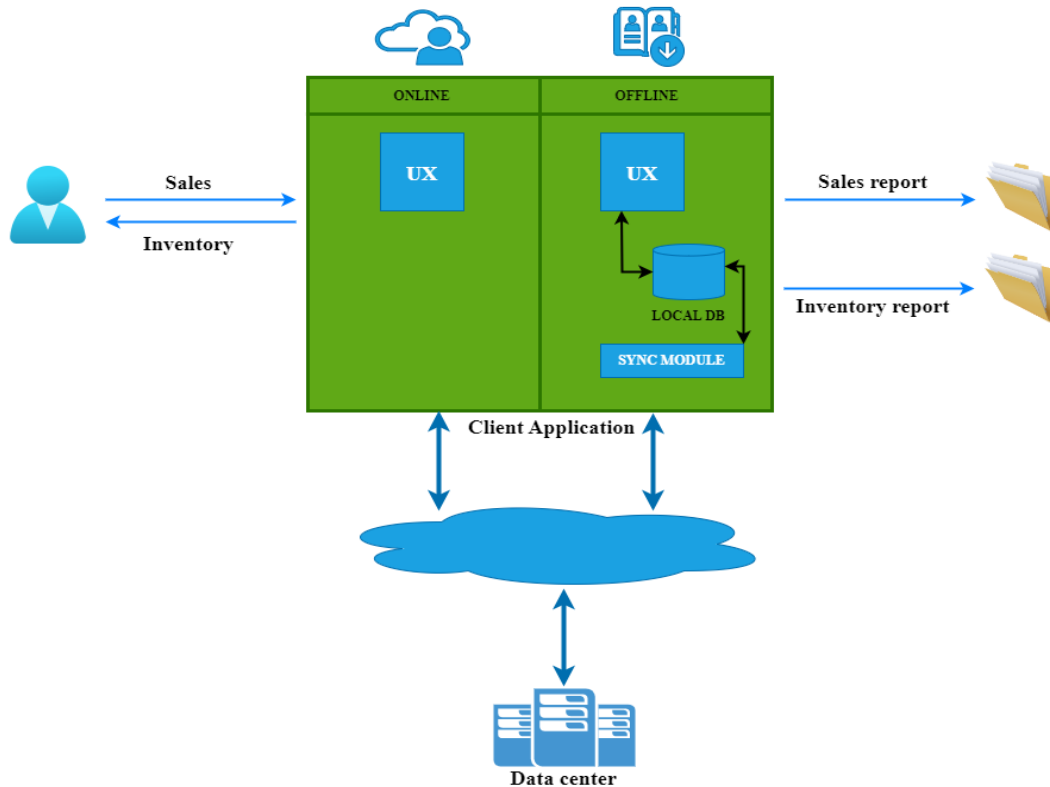 ONLINE
OFFLINE
UX
UX
Sales
Sales report
Inventory
Inventory report
LOCAL DB
SYNC MODULE
Client Application
Data center